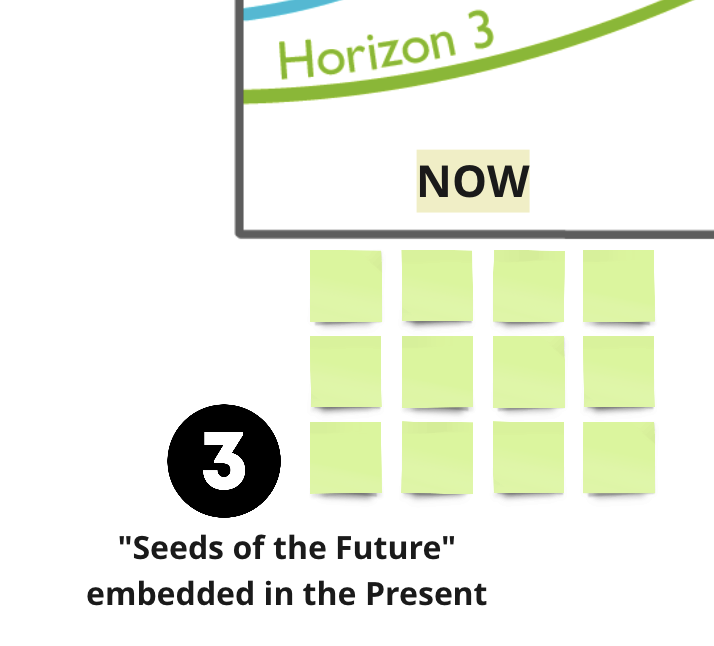 Horizon 3
NOW
3
"Seeds of the Future"
embedded in the Present